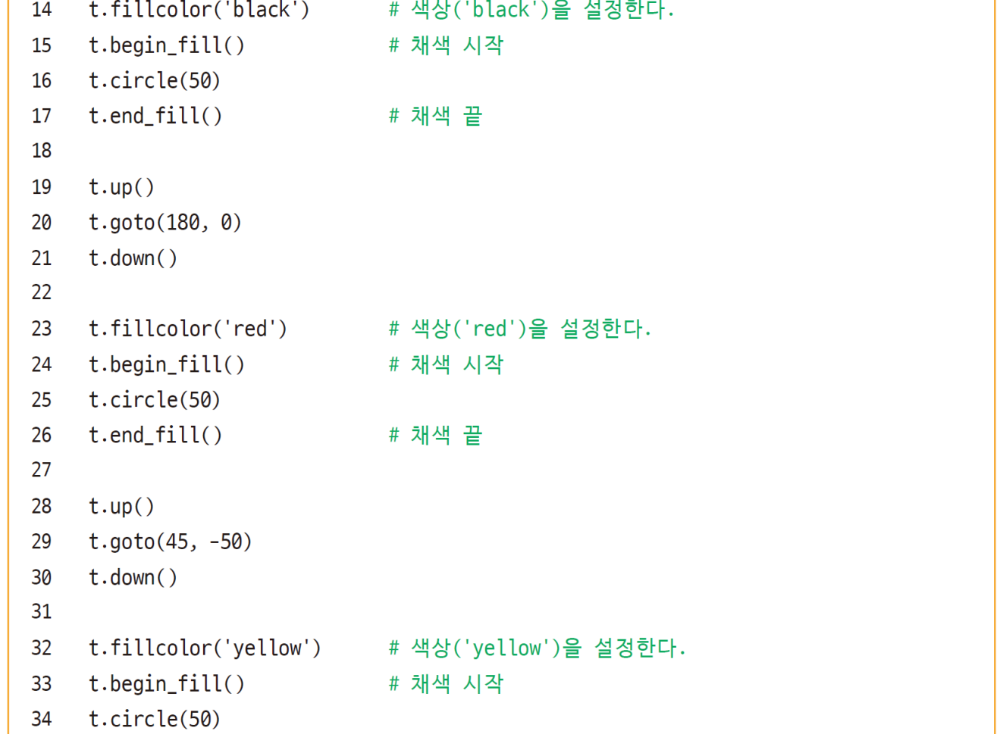 14 t.fillcolor('black') # 색상('black')을 설정한다.
15 t.begin_fill() # 채색 시작
16 t.circle(50)
17 t.end_fill() # 채색 끝
18
19 t.up()
20 t.goto(180, 0)
21 t.down()
22
23 t.fillcolor('red') # 색상('red')을 설정한다.
24 t.begin_fill() # 채색 시작
25 t.circle(50)
26 t.end_fill() # 채색 끝
27
28 t.up()
29 t.goto(45, -50)
30 t.down()
31
32 t.fillcolor('yellow') # 색상('yellow')을 설정한다.
33 t.begin_fill() # 채색 시작
34 t.circle(50)